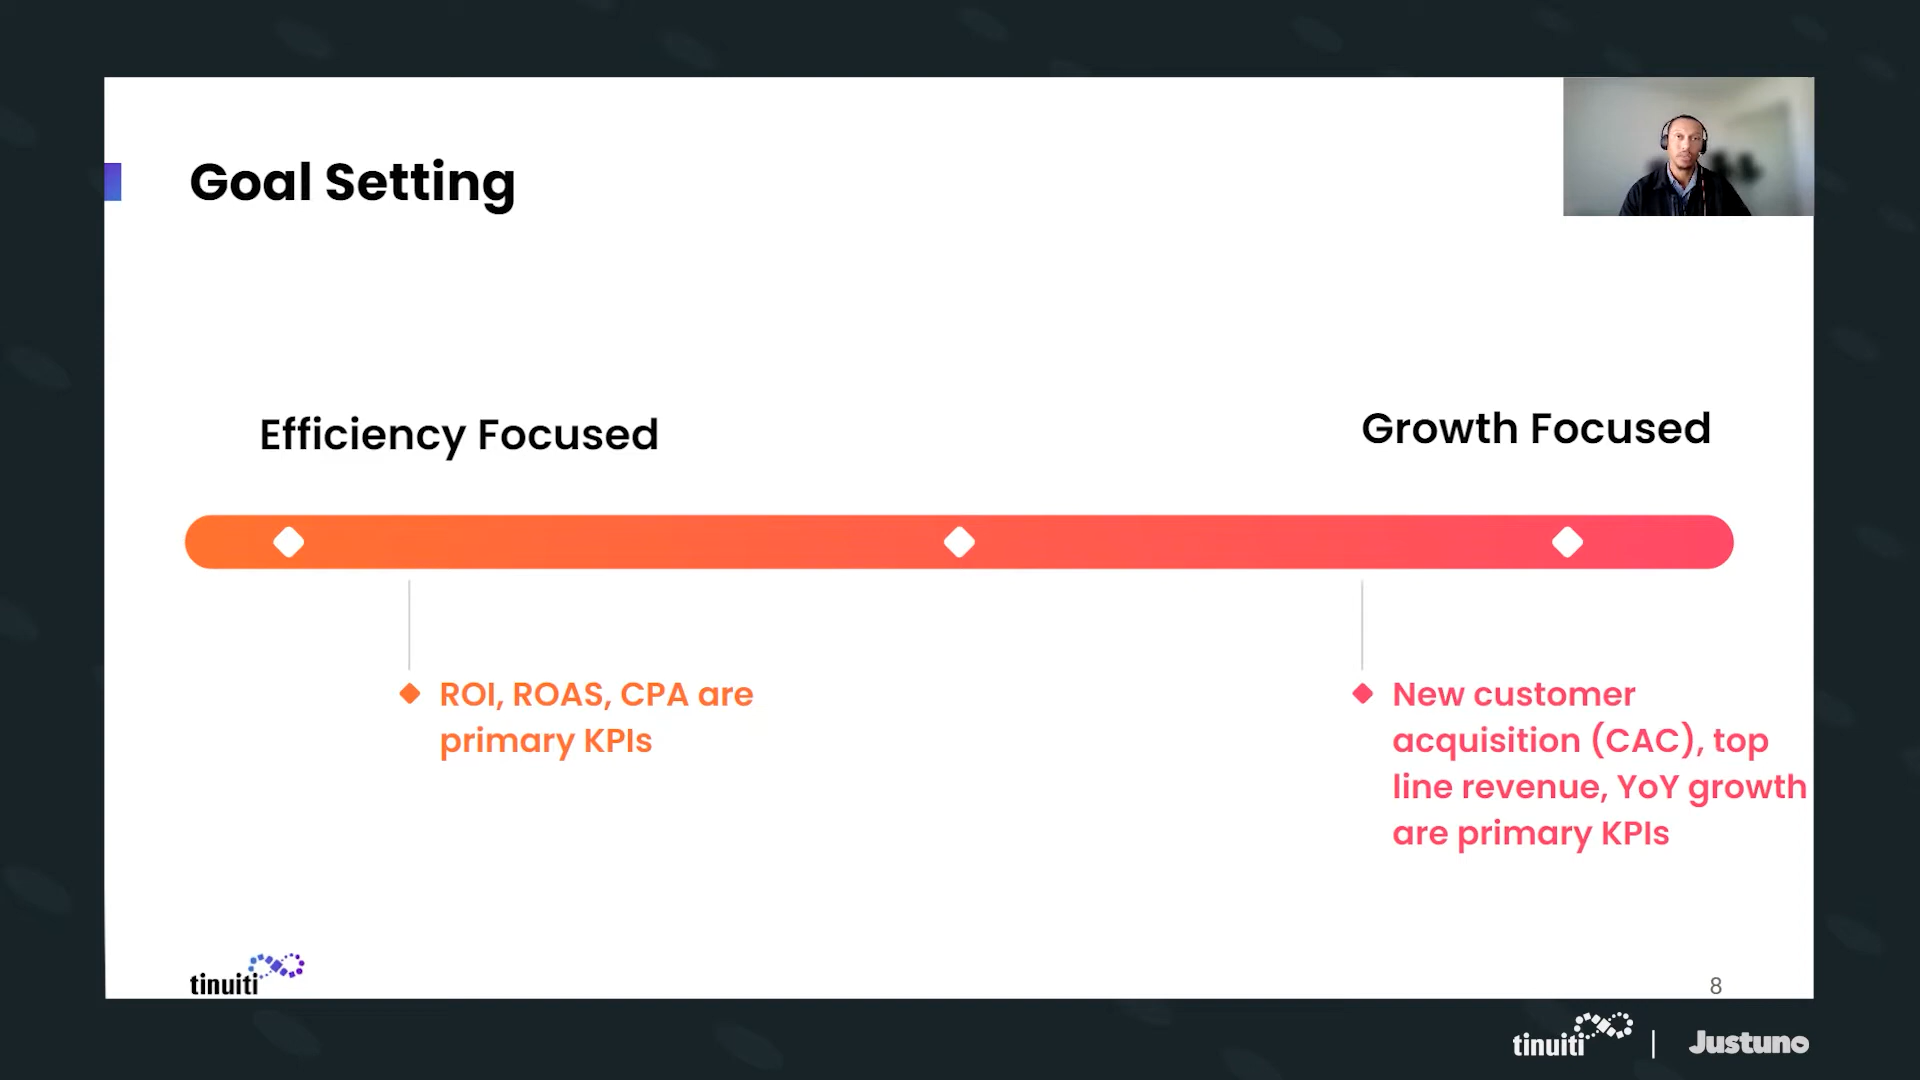 Goal Setting
Efficiency Focused
Growth Focused
ROI, ROAS, CPA are
primary KPIs
New customer
acquisition (CAC), top
line revenue, YoY growth
are primary KPIs
tinuiti
8
tinuiti | Justuno